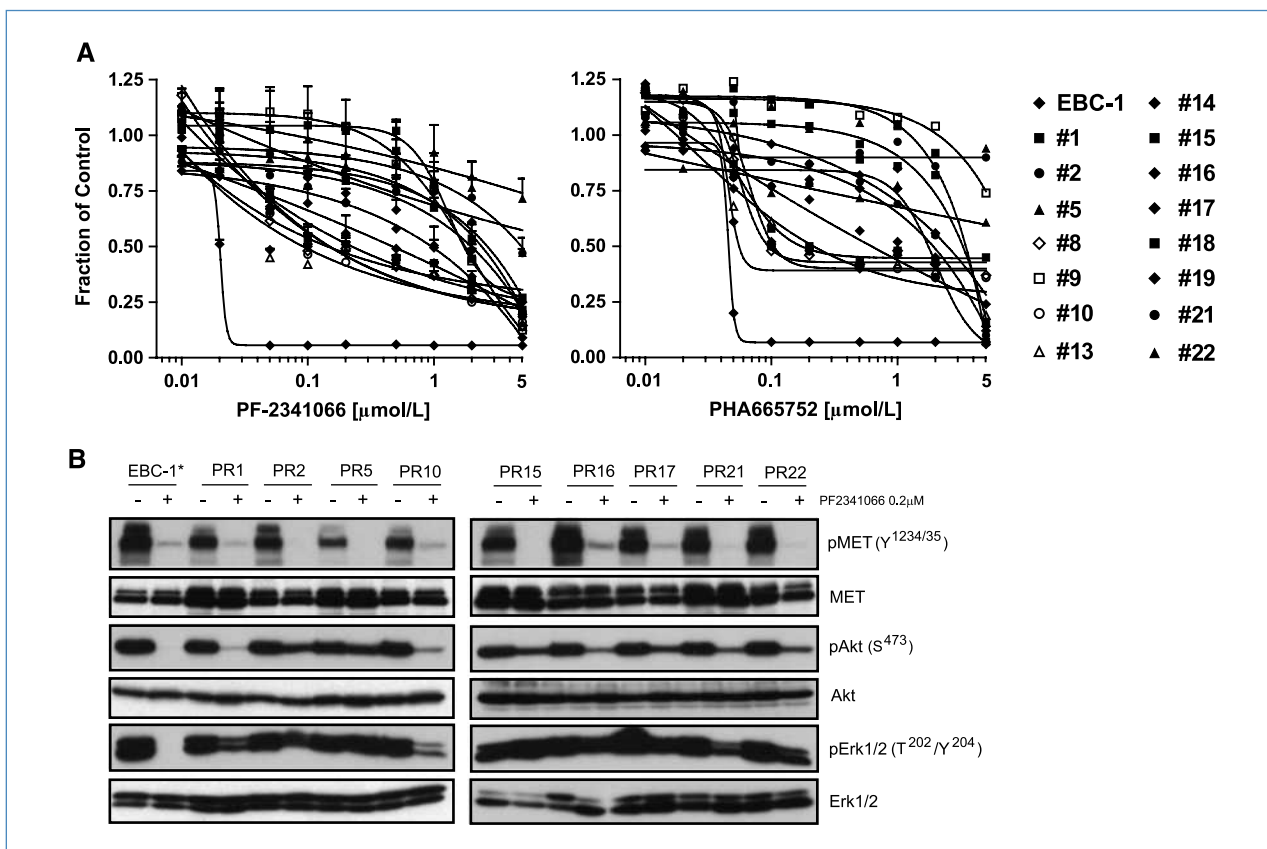 A
Fraction of Control
1.25
1.00
0.75
0.50
0.25
0.00
0.01
0.1
1
5
PF-2341066 [μmol/L]
1.25
1.00
0.75
0.50
0.25
0.00
0.01
0.1
1
5
PHA665752 [μmol/L]
EBC-1
#1
#2
#5
#8
#9
#10
#13
#14
#15
#16
#17
#18
#19
#21
#22
B
EBC-1* PR1 PR2 PR5 PR10
- + - + - + - + - +
PR15 PR16 PR17 PR21 PR22
- + - + - + - + - + PF2341066 0.2μM
pMET (Y1234/35)
MET
pAkt (S473)
Akt
pErk1/2 (T202/Y204)
Erk1/2